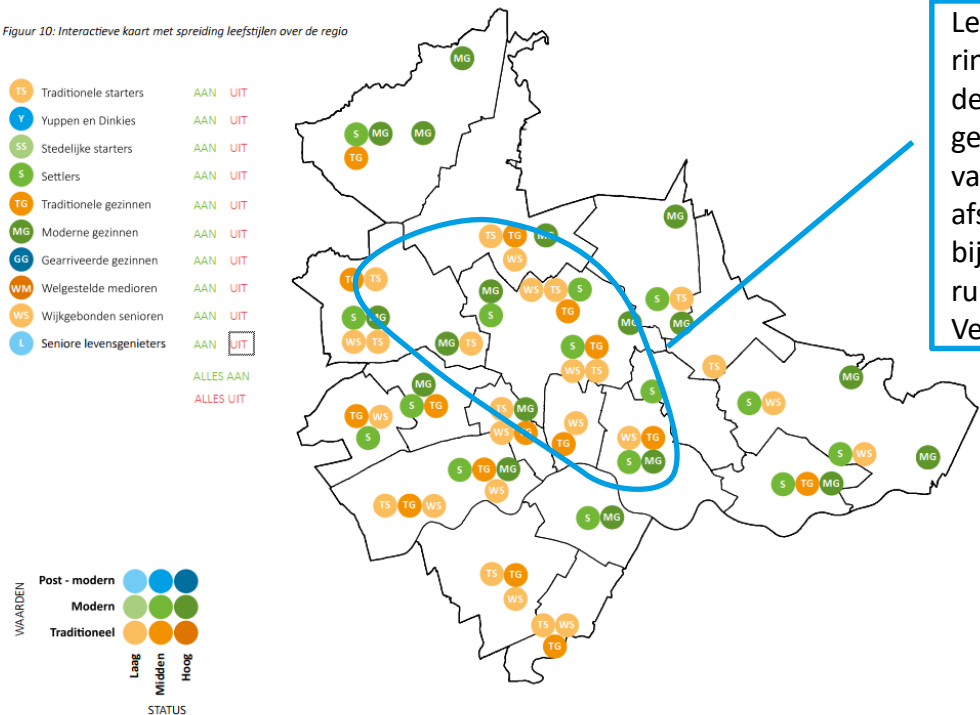 Figuur 10: Interactieve kaart met spreiding leefstijlen over de regio
TS Traditionele starters AAN UIT
Y Yuppen en Dinkies AAN UIT
SS Stedelijke starters AAN UIT
S Settlers AAN UIT
TG Traditionele gezinnen AAN UIT
MG Moderne gezinnen AAN UIT
GG Gearriveerde gezinnen AAN UIT
WM Welgestelde medioren AAN UIT
WS Wijkgebonden senioren AAN UIT
L Seniore levensgenieters AAN UIT
ALLES AAN
ALLES UIT
MG
S MG MG
TG
MG
TS TG MG
WS
TG TS
WS TS S
MG
S TS
TG
S MG
S
MG MG
WS TS
MG TS
S TG
WS TS
TS
MG
MG
S
S WS
S TG
TS MG
TG WS
WS TG
WS
WS TG
S
TG
S WS
MG
S TG MG
S MG
S TG MG
WS
TS TG WS
S MG
TS TG
WS
TS WS
TG
WAARDEN
Post - modern
Modern
Traditioneel
Laag
Midden
Hoog
STATUS
Le
rin
de
ge
va
afs
bij
ru
Ve